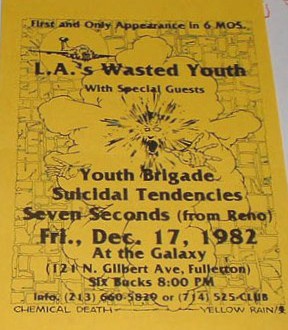 First and Only Appearance in 6 MOS.
L.A.'s Wasted Youth
With Special Guests
Youth Brigade
Suicidal Tendencies
Seven Seconds (from Reno)
Fri., Dec. 17, 1982
At the Galaxy
(121 N. Gilbert Ave, Fullerton)
Six Bucks 8:00 PM
Info. (213) 660-5829 or (714) 525-CLUB
CHEMICAL DEATH- YELLOW RAIN